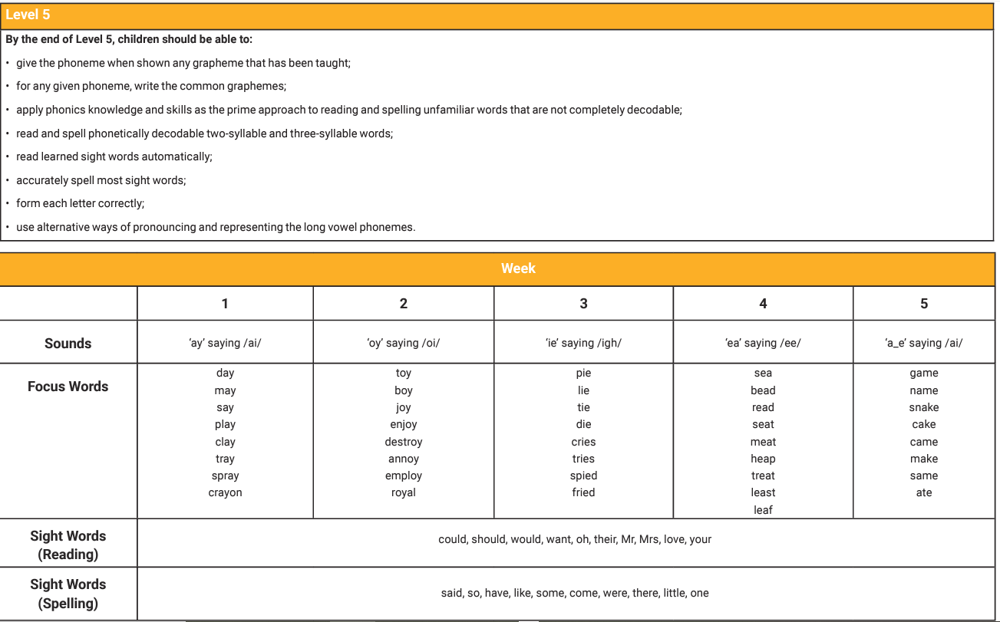 Level 5
By the end of Level 5, children should be able to:
• give the phoneme when shown any grapheme that has been taught;
• for any given phoneme, write the common graphemes;
• apply phonics knowledge and skills as the prime approach to reading and spelling unfamiliar words that are not completely decodable;
• read and spell phonetically decodable two-syllable and three-syllable words;
• read learned sight words automatically;
• accurately spell most sight words;
• form each letter correctly;
• use alternative ways of pronouncing and representing the long vowel phonemes.
Week
1 2 3 4 5
Sounds ‘ay’ saying /ai/ ‘oy’ saying /oi/ ‘ie’ saying /igh/ ‘ea’ saying /ee/ ‘a_e’ saying /ai/
Focus Words
day toy pie sea game
may boy lie bead name
say joy tie read snake
play enjoy die seat cake
clay destroy cries meat came
tray annoy tries heap make
spray employ spied treat same
crayon royal fried least ate
leaf
Sight Words
(Reading)
could, should, would, want, oh, their, Mr, Mrs, love, your
Sight Words
(Spelling)
said, so, have, like, some, come, were, there, little, one